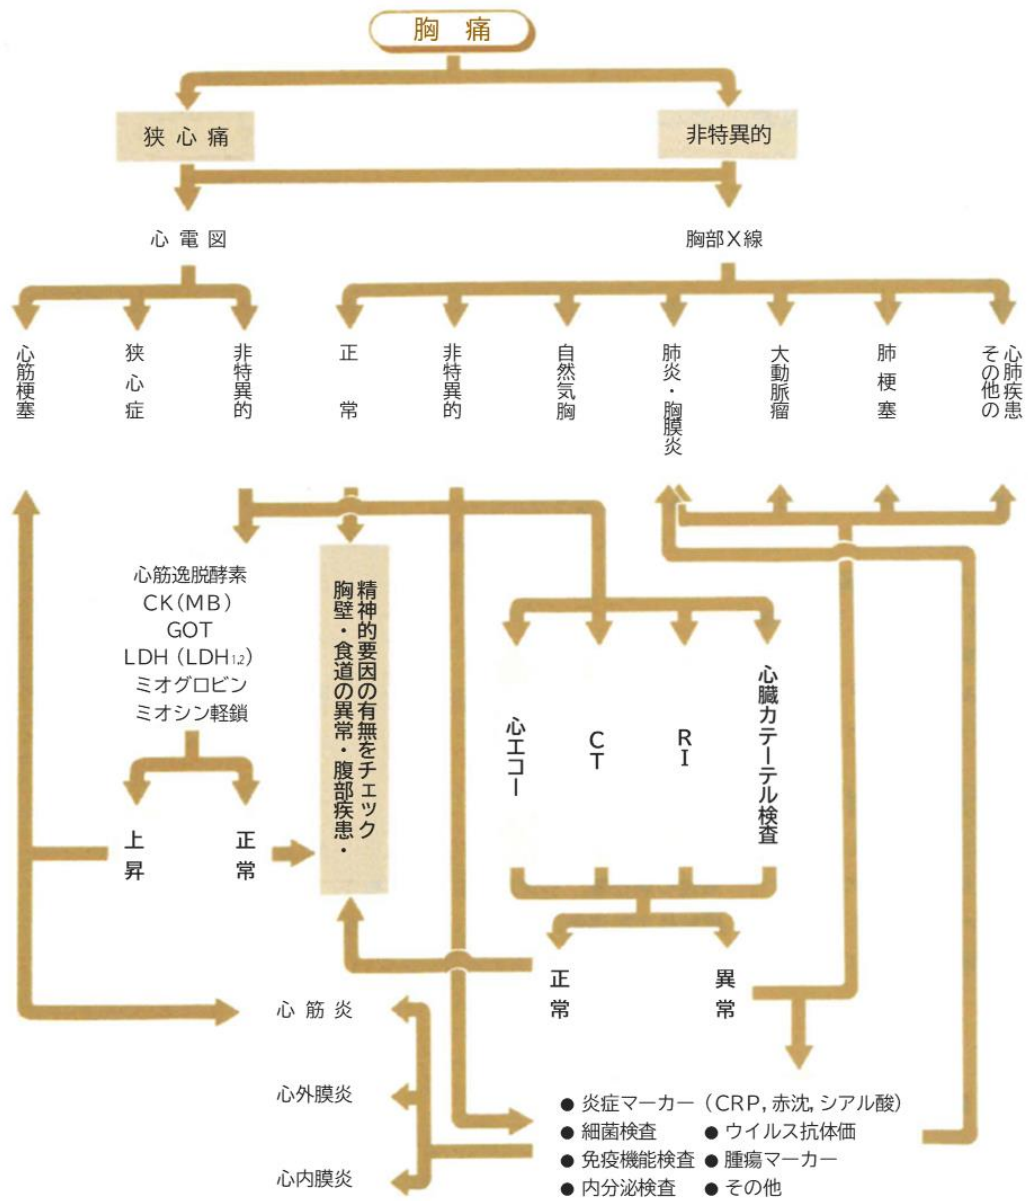 胸痛
狭心痛
非特異的
心電図
胸部X線
心筋梗塞
狭心症
非特異的
正常
非特異的
自然気胸
肺炎・胸膜炎
大動脈瘤
肺梗塞
その他の
心肺疾患
心筋逸脱酵素
CK(MB)
GOT
LDH (LDH1,2)
ミオグロビン
ミオシン軽鎖
上昇
正常
精神的要因の有無をチェック
胸壁・食道の異常・腹部疾患・
心エコー
CT
RI
心臓カテーテル検査
正常
異常
心筋炎
心外膜炎
心内膜炎
● 炎症マーカー (CRP, 赤沈, シアル酸)
● 細菌検査 ● ウイルス抗体価
● 免疫機能検査 ● 腫瘍マーカー
● 内分泌検査 ● その他